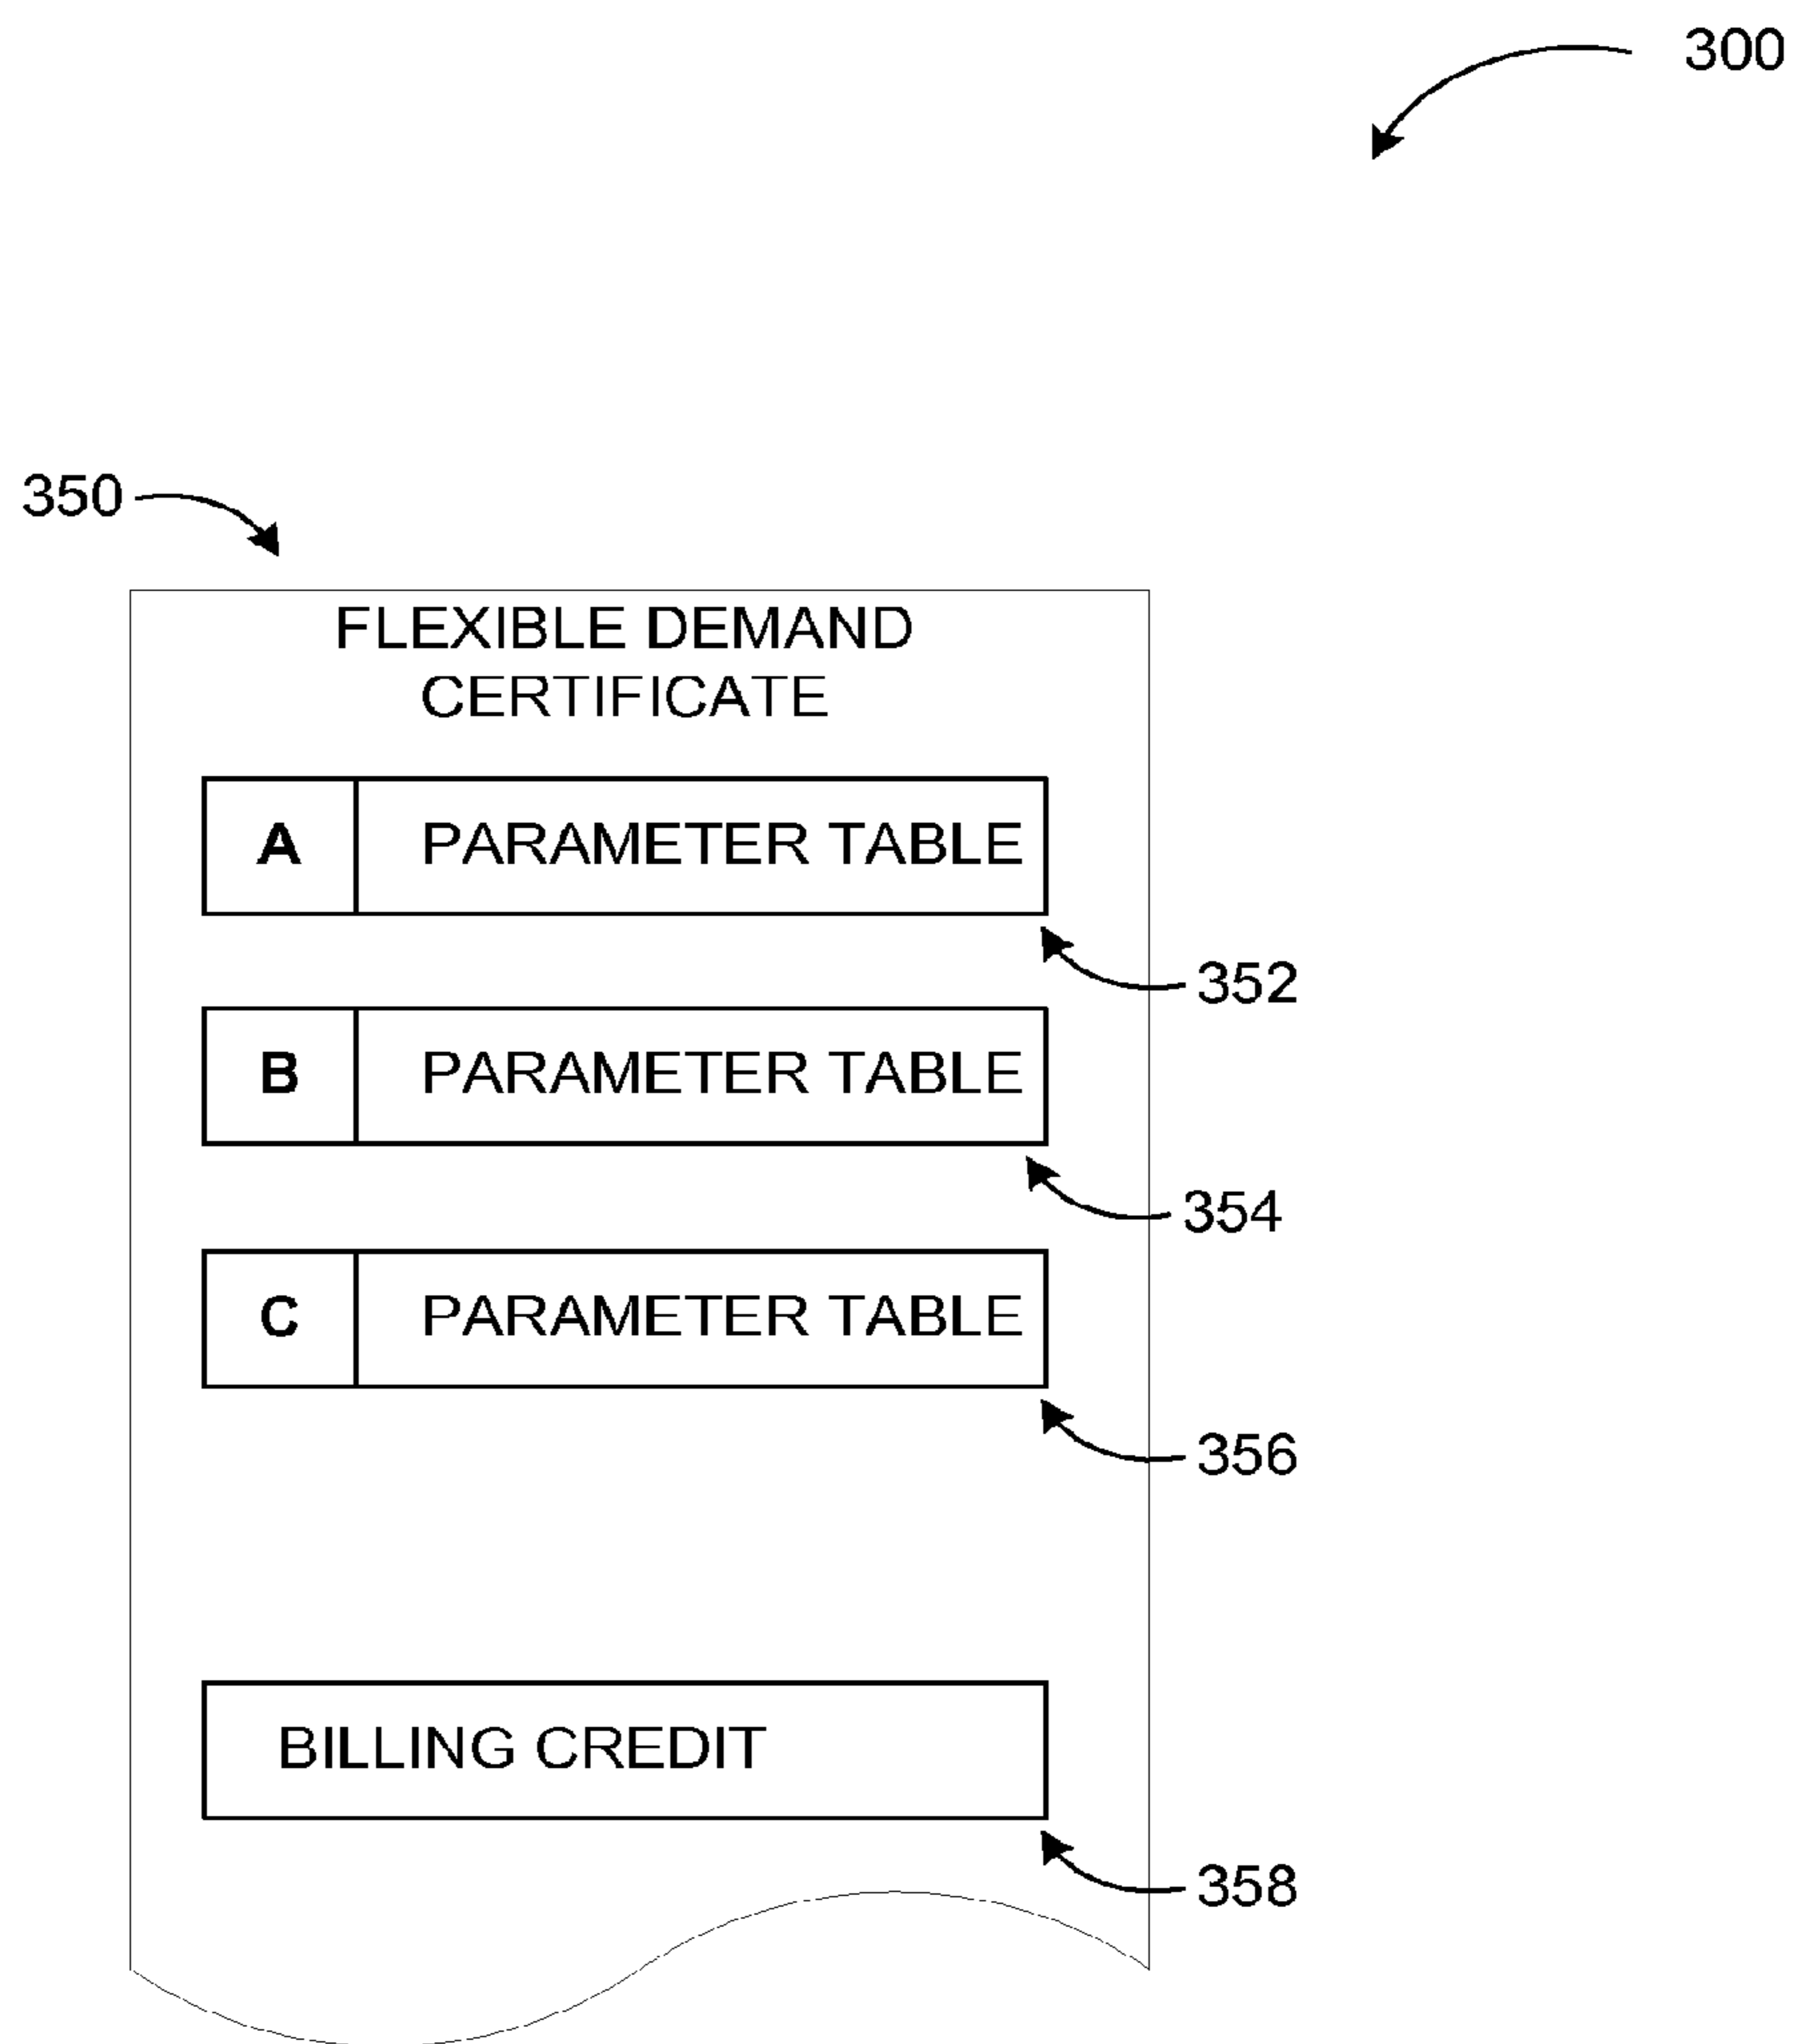 300
350
FLEXIBLE DEMAND
CERTIFICATE
A PARAMETER TABLE
352
B PARAMETER TABLE
354
C PARAMETER TABLE
356
BILLING CREDIT
358